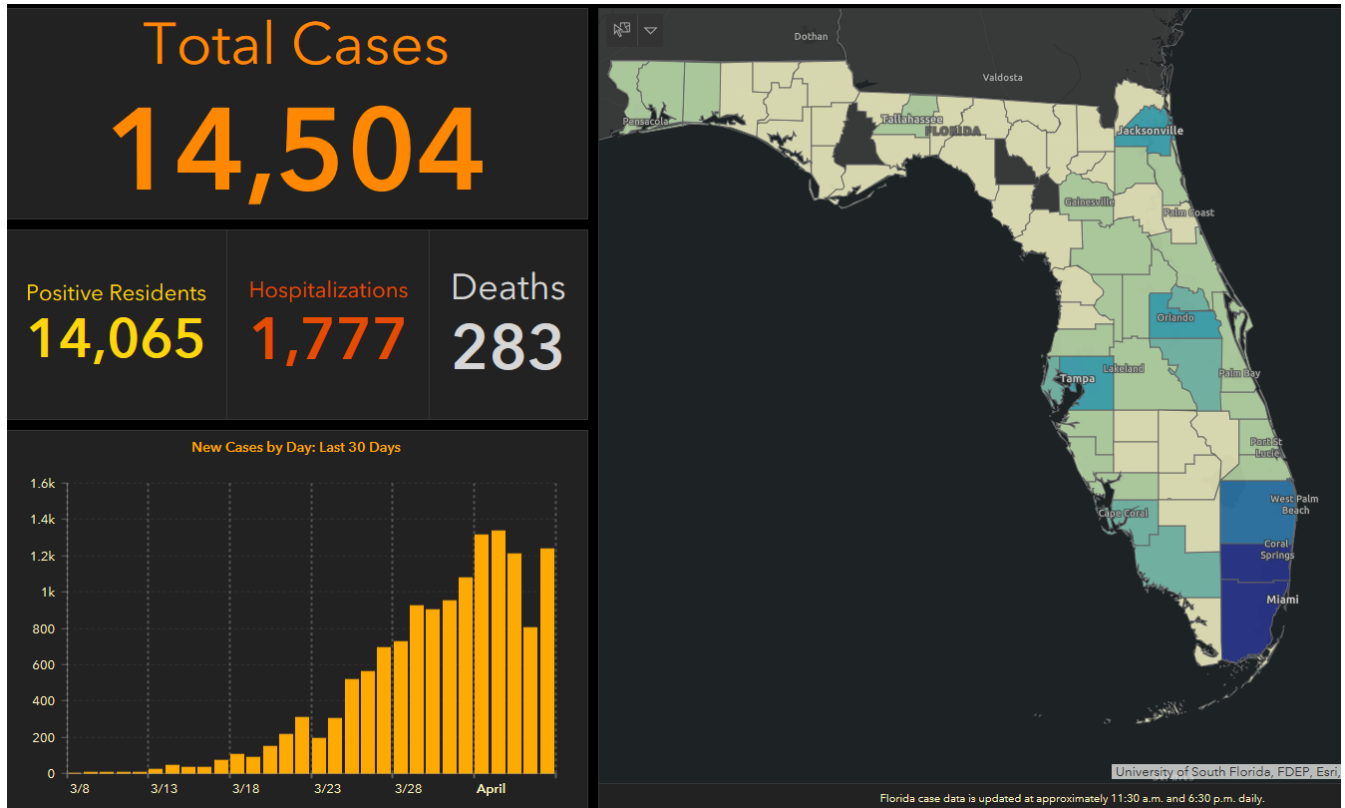 Total Cases
14,504
Positive Residents
14,065
Hospitalizations
1,777
Deaths
283
New Cases by Day: Last 30 Days
1.6k
1.4k
1.2k
1k
800
600
400
200
0
3/8
3/13
3/18
3/23
3/28
April
Dothan
Valdosta
Pensacola
Tallahassee
FLORIDA
Jacksonville
Gainesville
Palm Coast
Orlando
Tampa
Lakeland
Palm Bay
Port St
Lucie
Cape Coral
West Palm
Beach
Coral
Springs
Miami
University of South Florida, FDEP, Esri,
Florida case data is updated at approximately 11:30 a.m. and 6:30 p.m. daily.